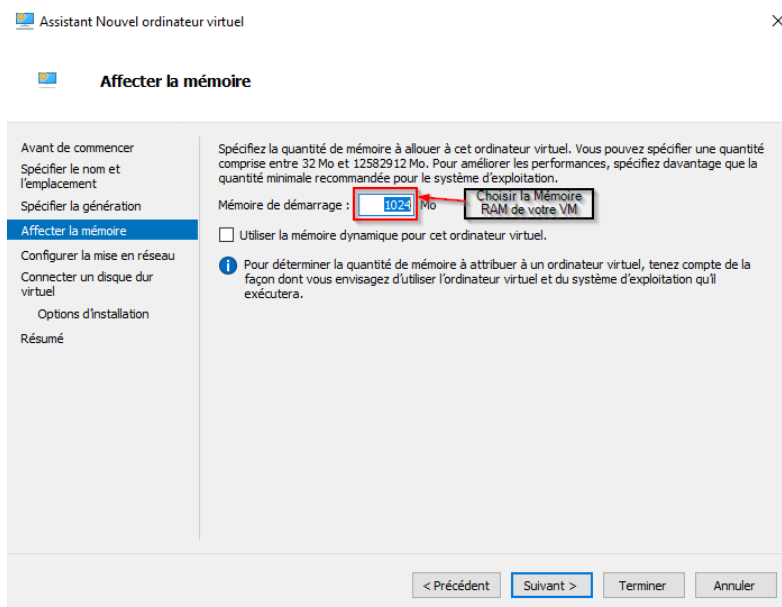 Assistant Nouvel ordinateur virtuel
Affecter la mémoire
Avant de commencer
Spécifier le nom et
l'emplacement
Spécifier la génération
Affecter la mémoire
Configurer la mise en réseau
Connecter un disque dur
virtuel
Options d'installation
Résumé
Spécifiez la quantité de mémoire à allouer à cet ordinateur virtuel. Vous pouvez spécifier une quantité
comprise entre 32 Mo et 12582912 Mo. Pour améliorer les performances, spécifiez davantage que la
quantité minimale recommandée pour le système d'exploitation.
Mémoire de démarrage : 1024 Mo
Choisir la Mémoire
RAM de votre VM
Utiliser la mémoire dynamique pour cet ordinateur virtuel.
Pour déterminer la quantité de mémoire à attribuer à un ordinateur virtuel, tenez compte de la
façon dont vous envisagez d'utiliser l'ordinateur virtuel et du système d'exploitation qu'il
exécutera.
< Précédent Suivant > Terminer Annuler